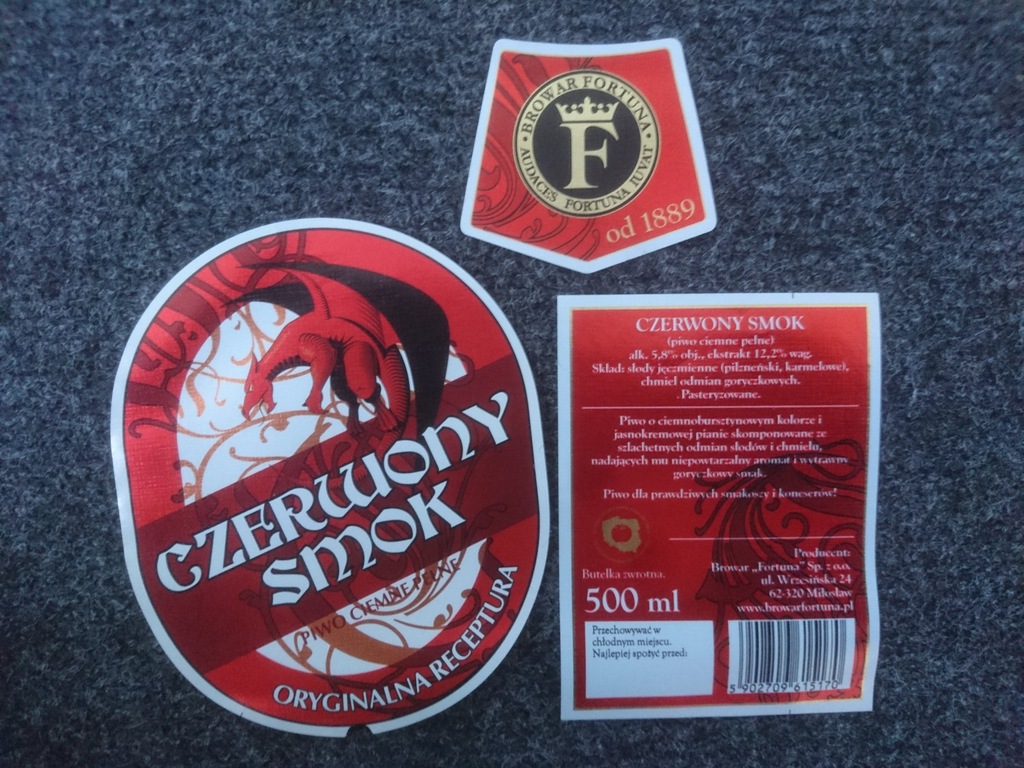 BROWAR FORTUNA
AUDACES FORTUNA IUVAT
F
od 1889
CZERWONY
SMOK
PIWO CIEMNE PEŁNE
ORYGINALNA RECEPTURA
CZERWONY SMOK
(piwo ciemne pełne)
alk. 5,8% obj., ekstrakt 12,2% wag.
Skład: słody jęczmienne (pilzneński, karmelowe),
chmiel odmian goryczkowych.
Pasteryzowane.
Piwo o ciemnobursztynowym kolorze i
jasnokremowej pianie skomponowane ze
szlachetnych odmian słodów i chmielu,
nadających mu niepowtarzalny aromat i wytrawny
goryczkowy smak.
Piwo dla prawdziwych smakoszy i koneserów!
Producent:
Browar „Fortuna" Sp. z o.o.
ul. Wrzesińska 24
62-320 Miłosław
www.browarfortuna.pl
Butelka zwrotna.
500 ml
Przechowywać w
chłodnym miejscu.
Najlepiej spożyć przed:
5 902709 615170